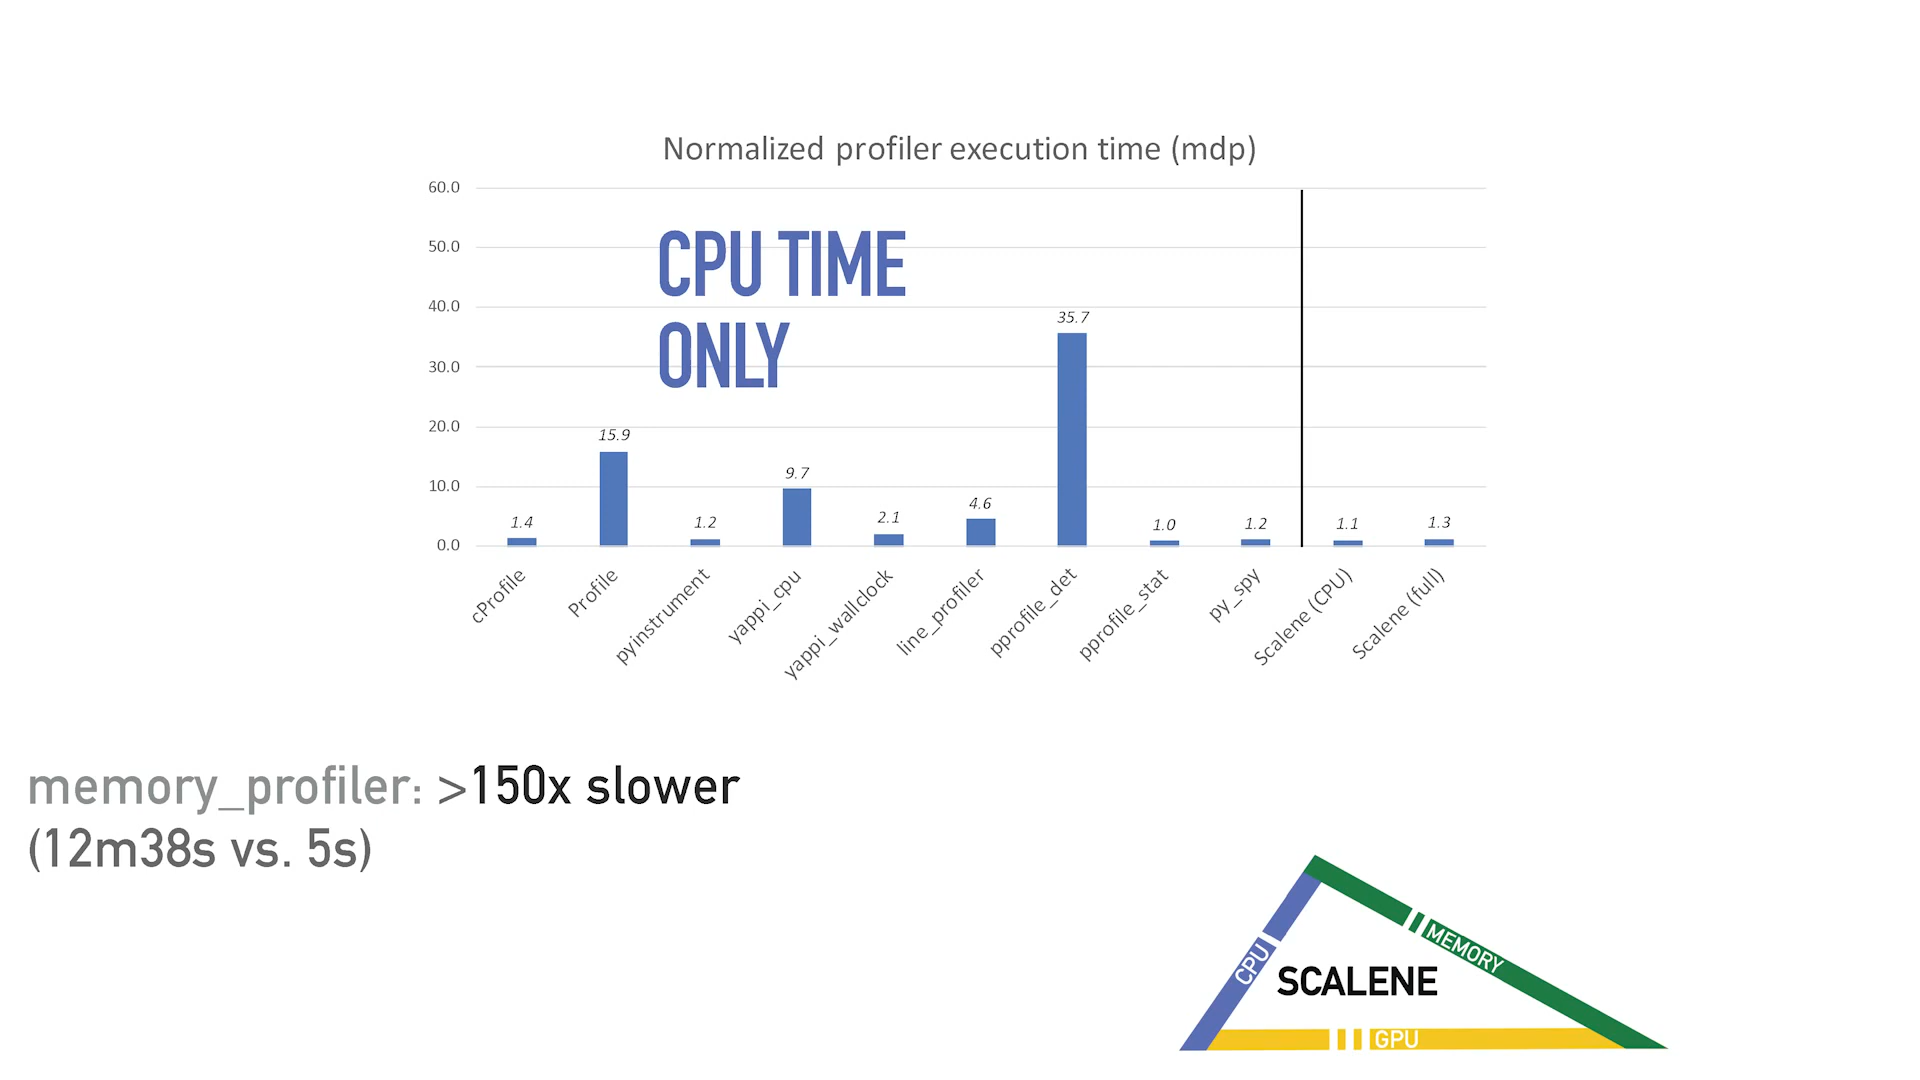 Normalized profiler execution time (mdp)
60.0
50.0
40.0
30.0
20.0
10.0
0.0
CPU TIME
ONLY
1.4
15.9
1.2
9.7
2.1
4.6
35.7
1.0
1.2
1.1
1.3
cProfile
Profile
pyinstrument
yappi_cpu
yappi_wallclock
line_profiler
pprofile_det
pprofile_stat
py_spy
Scalene (CPU)
Scalene (full)
memory_profiler: >150x slower
(12m38s vs. 5s)
CPU
MEMORY
SCALENE
GPU